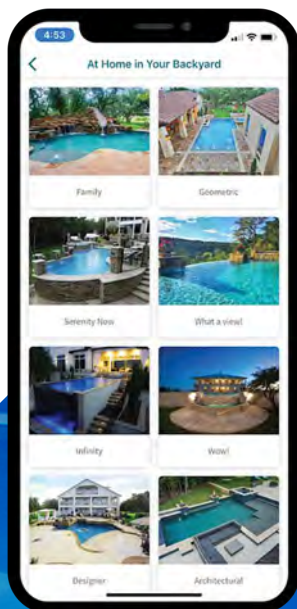 4:53
At Home in Your Backyard
Family
Geometric
Serenity Now
What a view!
Infinity
Wow!
Designer
Architectural